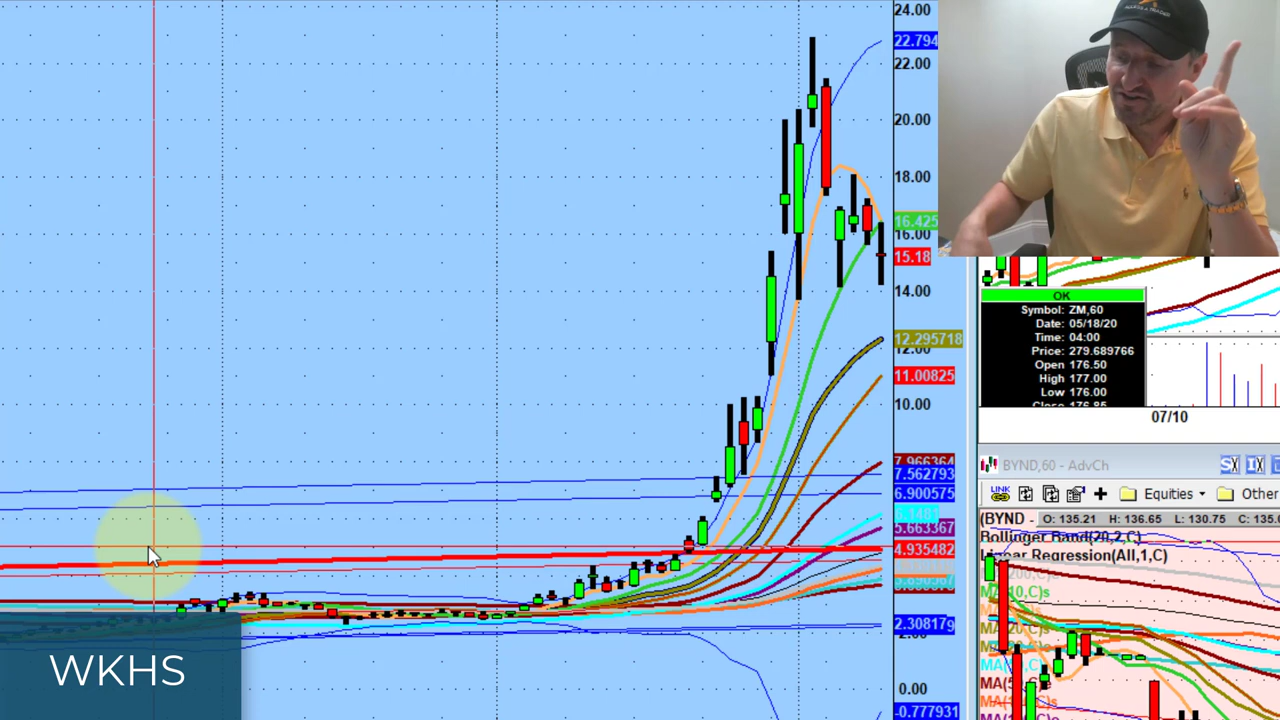 24.00
22.794
22.00
20.00
18.00
16.425
16.00
15.18
14.00
12.295718
12.00
11.00825
10.00
7.966364
7.562793
6.900575
5.663367
4.935482
2.308179
0.00
-0.777931
WKHS
OK
Symbol: ZM,60
Date: 05/18/20
Time: 04:00
Price: 279.689766
Open 176.50
High 177.00
Low 176.00
Close 176.85
07/10
BYND,60 - AdvCh
LINK
Equities
Other
(BYND - O: 135.21 H: 136.65 L: 130.75 C: 135.
Bollinger Band(20,2,C)
Linear Regression(All,1,C)